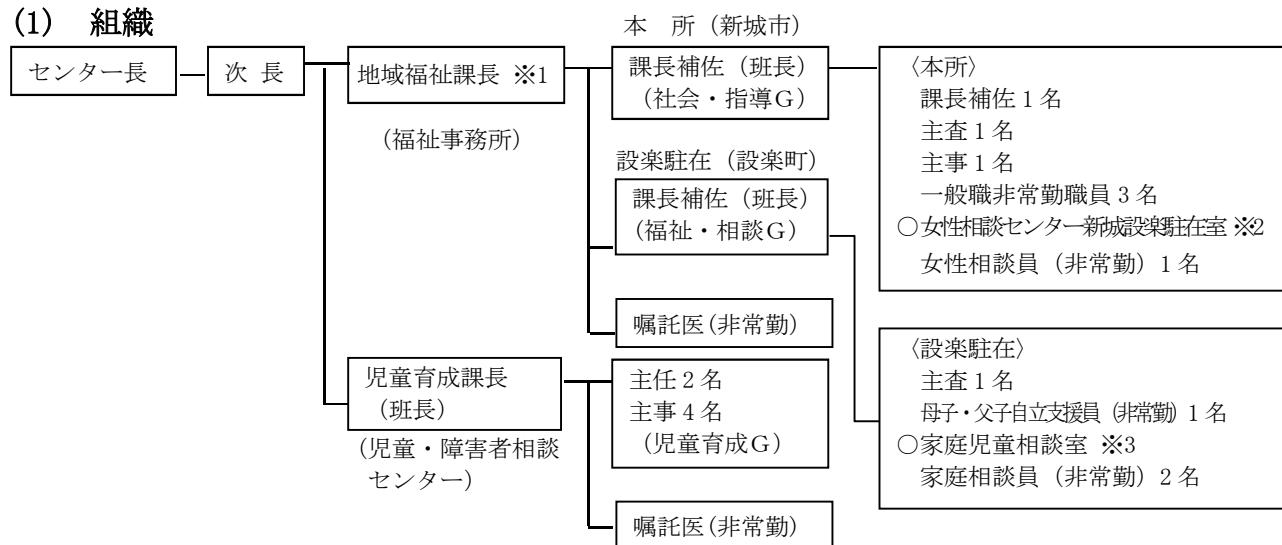 (1) 組織
センター長
次 長
地域福祉課長 ※1
(福祉事務所)
本 所(新城市)
課長補佐(班長)
(社会・指導G)
設楽駐在(設楽町)
課長補佐(班長)
(福祉・相談G)
嘱託医(非常勤)
〈本所〉
課長補佐1名
主査1名
主事1名
一般職非常勤職員3名
○女性相談センター新城設楽駐在室 ※2
女性相談員(非常勤)1名
〈設楽駐在〉
主査1名
母子・父子自立支援員(非常勤)1名
○家庭児童相談室 ※3
家庭相談員(非常勤)2名
児童育成課長
(班長)
(児童・障害者相談
センター)
主任2名
主事4名
(児童育成G)
嘱託医(非常勤)